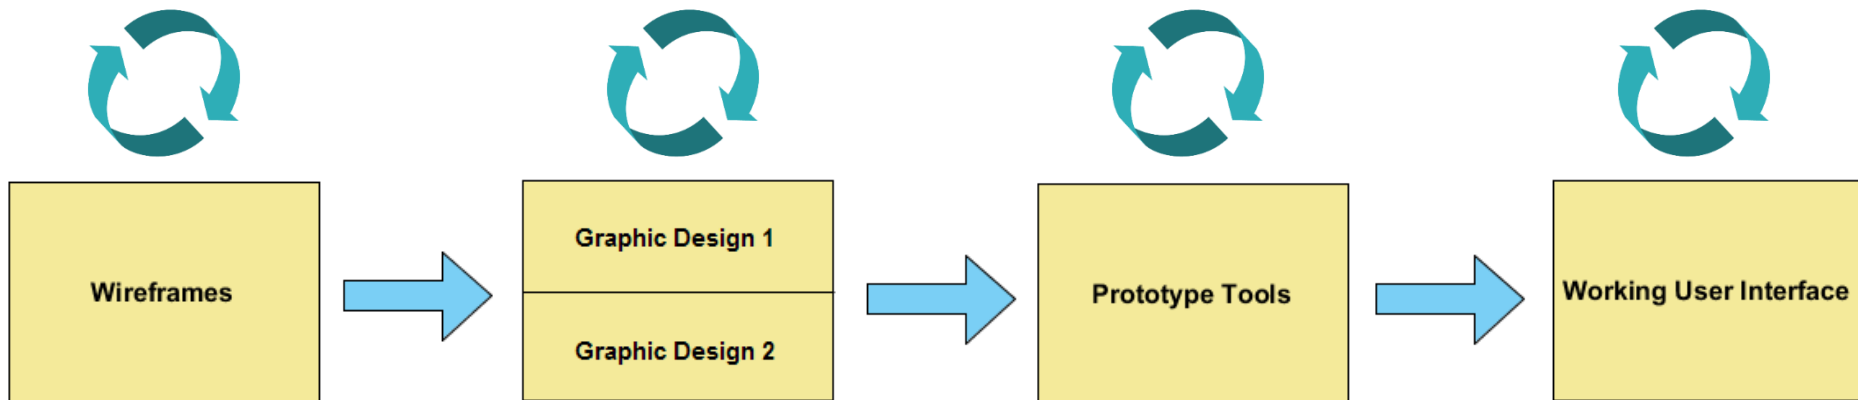 Wireframes
Graphic Design 1
Graphic Design 2
Prototype Tools
Working User Interface